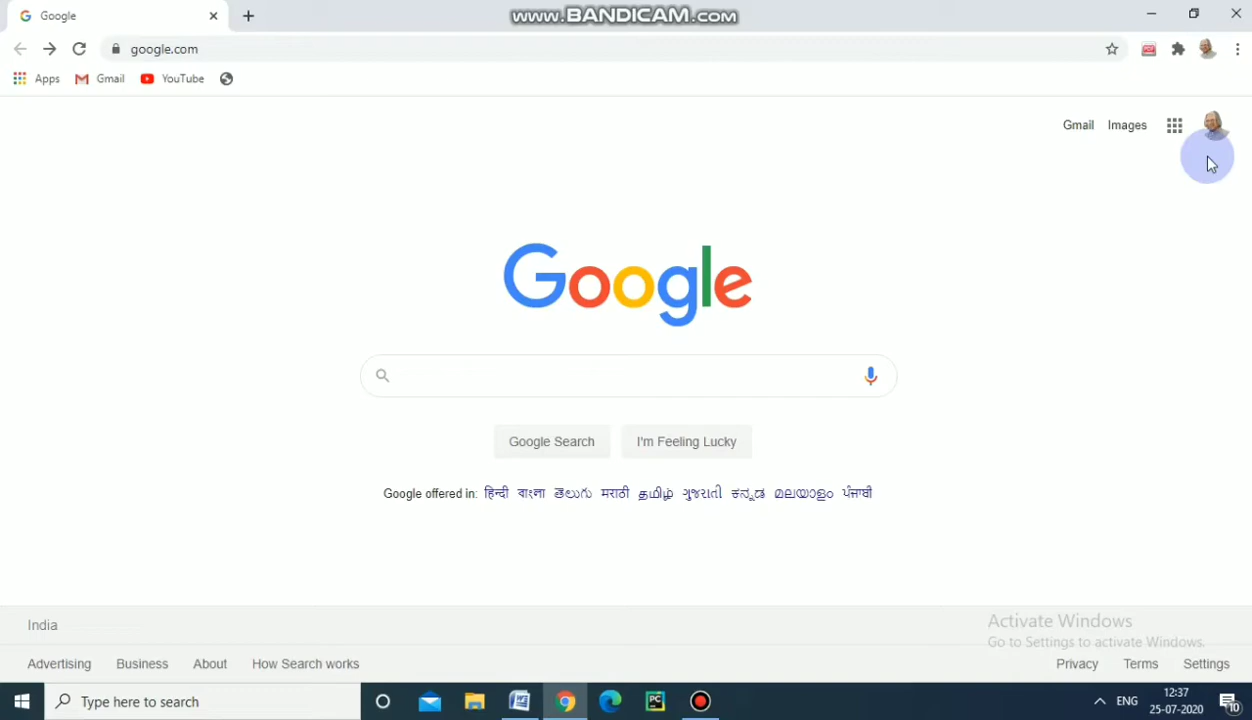 Google
www.BANDICAM.com
google.com
Apps Gmail YouTube
Gmail Images
Google
Google Search I'm Feeling Lucky
Google offered in: हिन्दी বাংলা తెలుగు मराठी தமிழ் ગુજરાતી ಕನ್ನಡ മലയാളം ਪੰਜਾਬੀ
India
Activate Windows
Go to Settings to activate Windows.
Advertising Business About How Search works Privacy Terms Settings
Type here to search
PC
ENG
12:37
25-07-2020
10